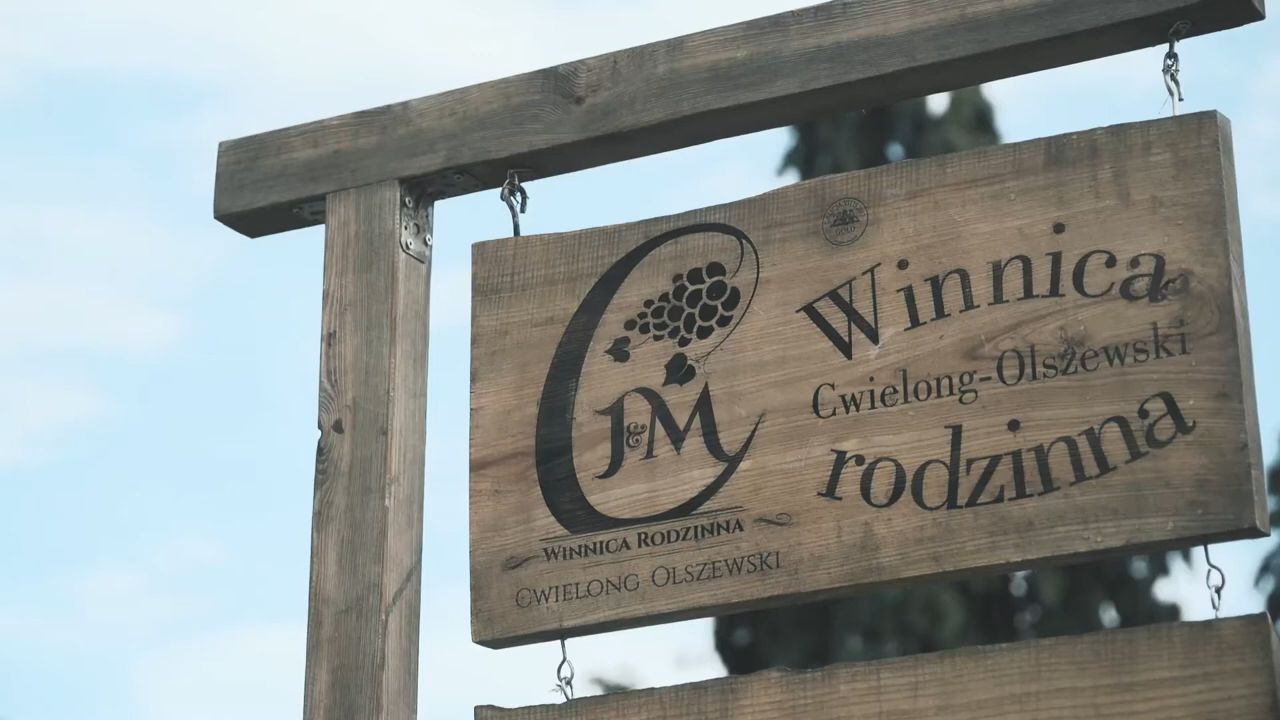 J&M
WINNICA RODZINNA
CWIELONG OLSZEWSKI
Winnica
Cwielong-Olszewski
rodzinna